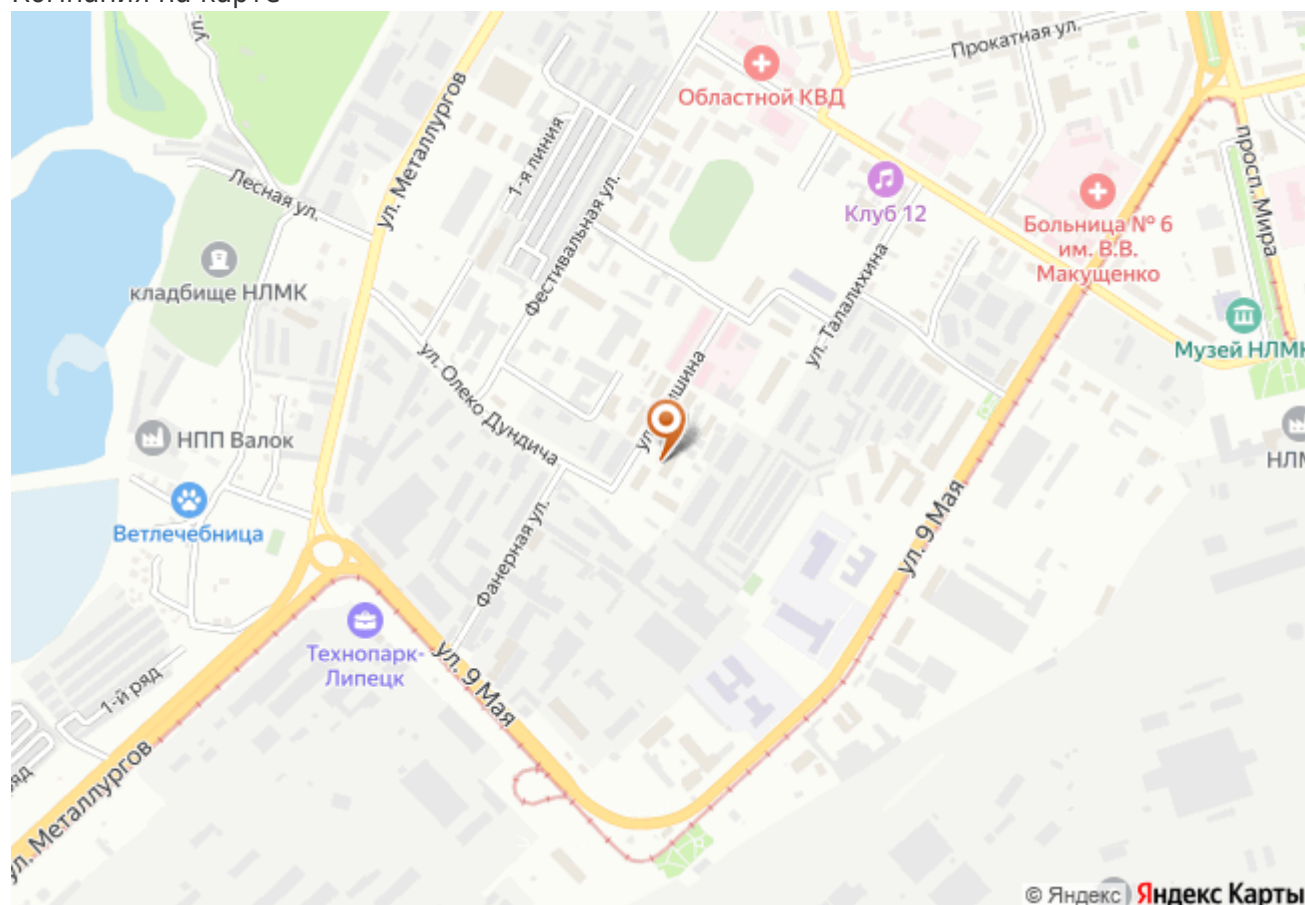 Прокатная ул.
Областной КВД
ул. Металлургов
1-я линия
Лесная ул.
Фестивальная ул.
Клуб 12
Больница № 6
им. В.В.
Макущенко
просп. Мира
кладбище НЛМК
ул. Талалихина
Музей НЛМК
ул. Олеко Дундича
НПП Валок
Ветлечебница
Фанерная ул.
ул. 9 Мая
Технопарк-
Липецк
ул. 9 Мая
1-й ряд
ул. Металлургов
© Яндекс Яндекс Карты